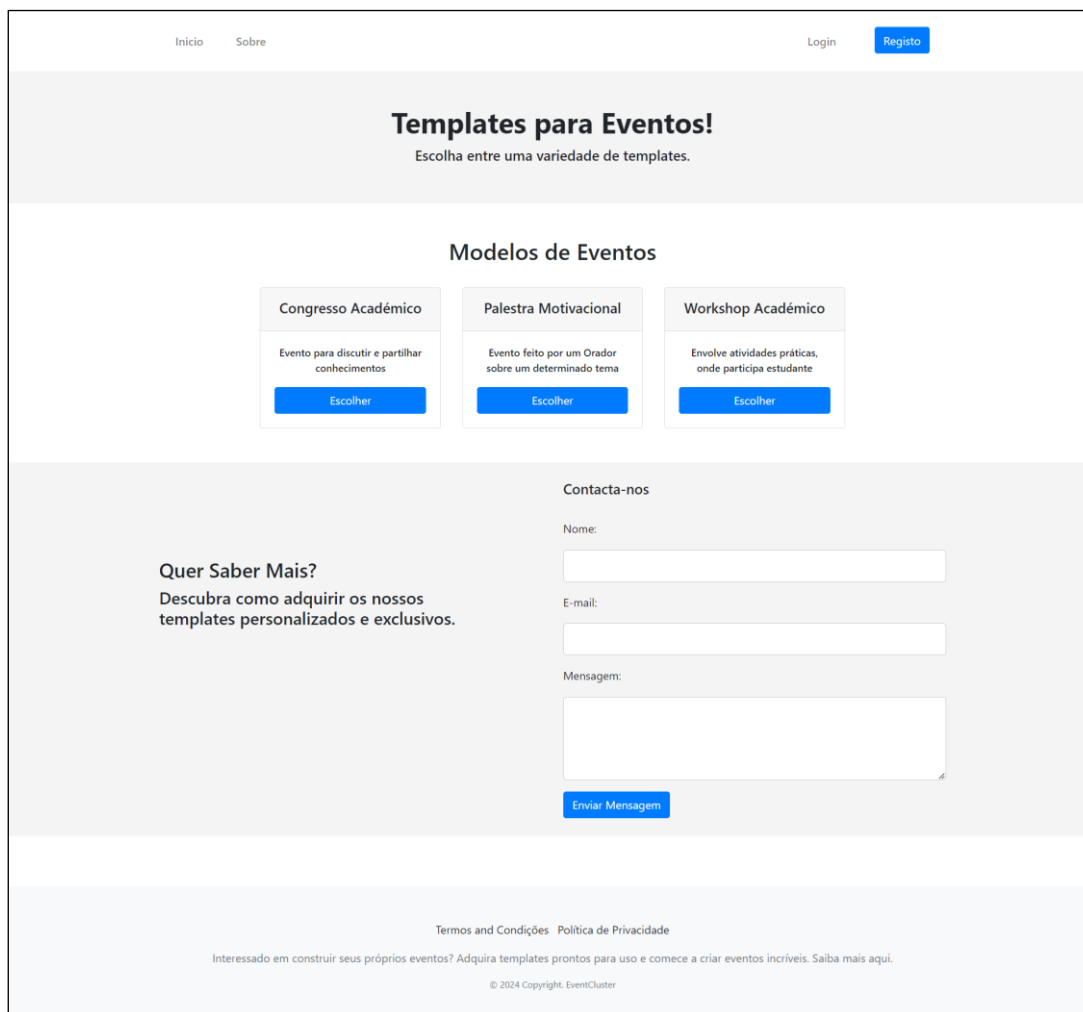 Inicio Sobre Login Registo
Templates para Eventos!
Escolha entre uma variedade de templates.
Modelos de Eventos
Congresso Académico
Evento para discutir e partilhar
conhecimentos
Escolher
Palestra Motivacional
Evento feito por um Orador
sobre um determinado tema
Escolher
Workshop Académico
Envolve atividades práticas,
onde participa estudante
Escolher
Quer Saber Mais?
Descubra como adquirir os nossos
templates personalizados e exclusivos.
Contacta-nos
Nome:
E-mail:
Mensagem:
Enviar Mensagem
Termos and Condições Política de Privacidade
Interessado em construir seus próprios eventos? Adquira templates prontos para uso e comece a criar eventos incríveis. Saiba mais aqui.
© 2024 Copyright. EventCluster